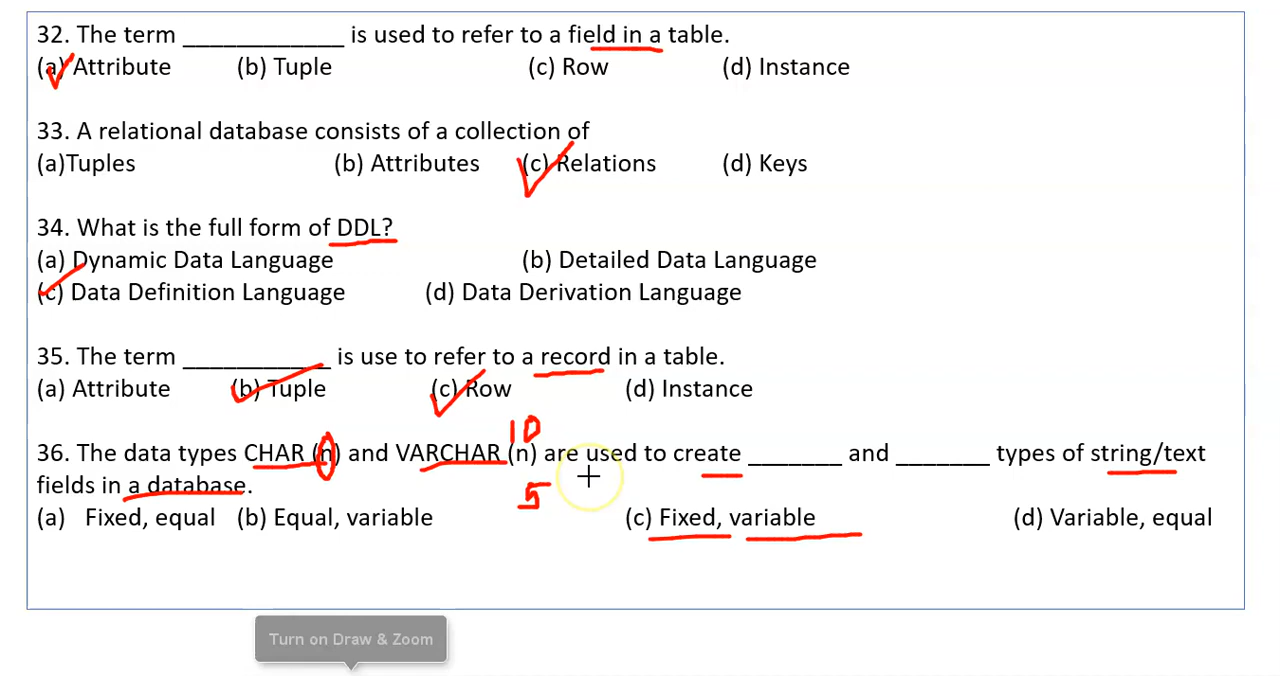 32. The term ____________ is used to refer to a field in a table.
(a) Attribute (b) Tuple (c) Row (d) Instance
33. A relational database consists of a collection of
(a)Tuples (b) Attributes (c) Relations (d) Keys
34. What is the full form of DDL?
(a) Dynamic Data Language (b) Detailed Data Language
(c) Data Definition Language (d) Data Derivation Language
35. The term ___________ is use to refer to a record in a table.
(a) Attribute (b) Tuple (c) Row (d) Instance
10
36. The data types CHAR (n) and VARCHAR (n) are used to create _______ and _______ types of string/text
fields in a database.
5
(a) Fixed, equal (b) Equal, variable (c) Fixed, variable (d) Variable, equal
Turn on Draw & Zoom